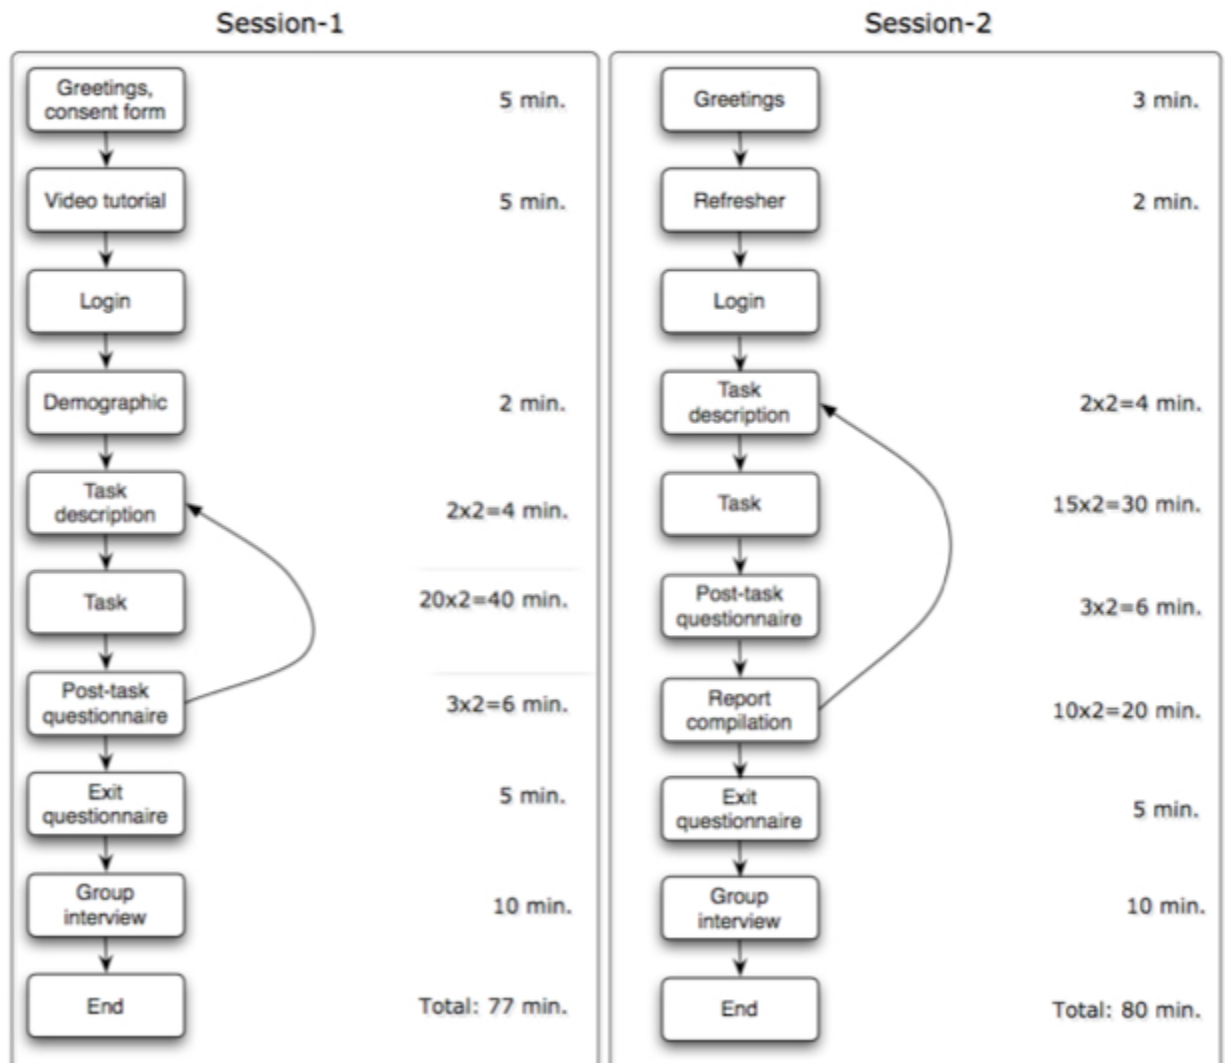 Session-1
Greetings,
consent form
5 min.
Video tutorial
5 min.
Login
Demographic
2 min.
Task
description
2x2=4 min.
Task
20x2=40 min.
Post-task
questionnaire
3x2=6 min.
Exit
questionnaire
5 min.
Group
interview
10 min.
End
Total: 77 min.
Session-2
Greetings
3 min.
Refresher
2 min.
Login
Task
description
2x2=4 min.
Task
15x2=30 min.
Post-task
questionnaire
3x2=6 min.
Report
compilation
10x2=20 min.
Exit
questionnaire
5 min.
Group
interview
10 min.
End
Total: 80 min.